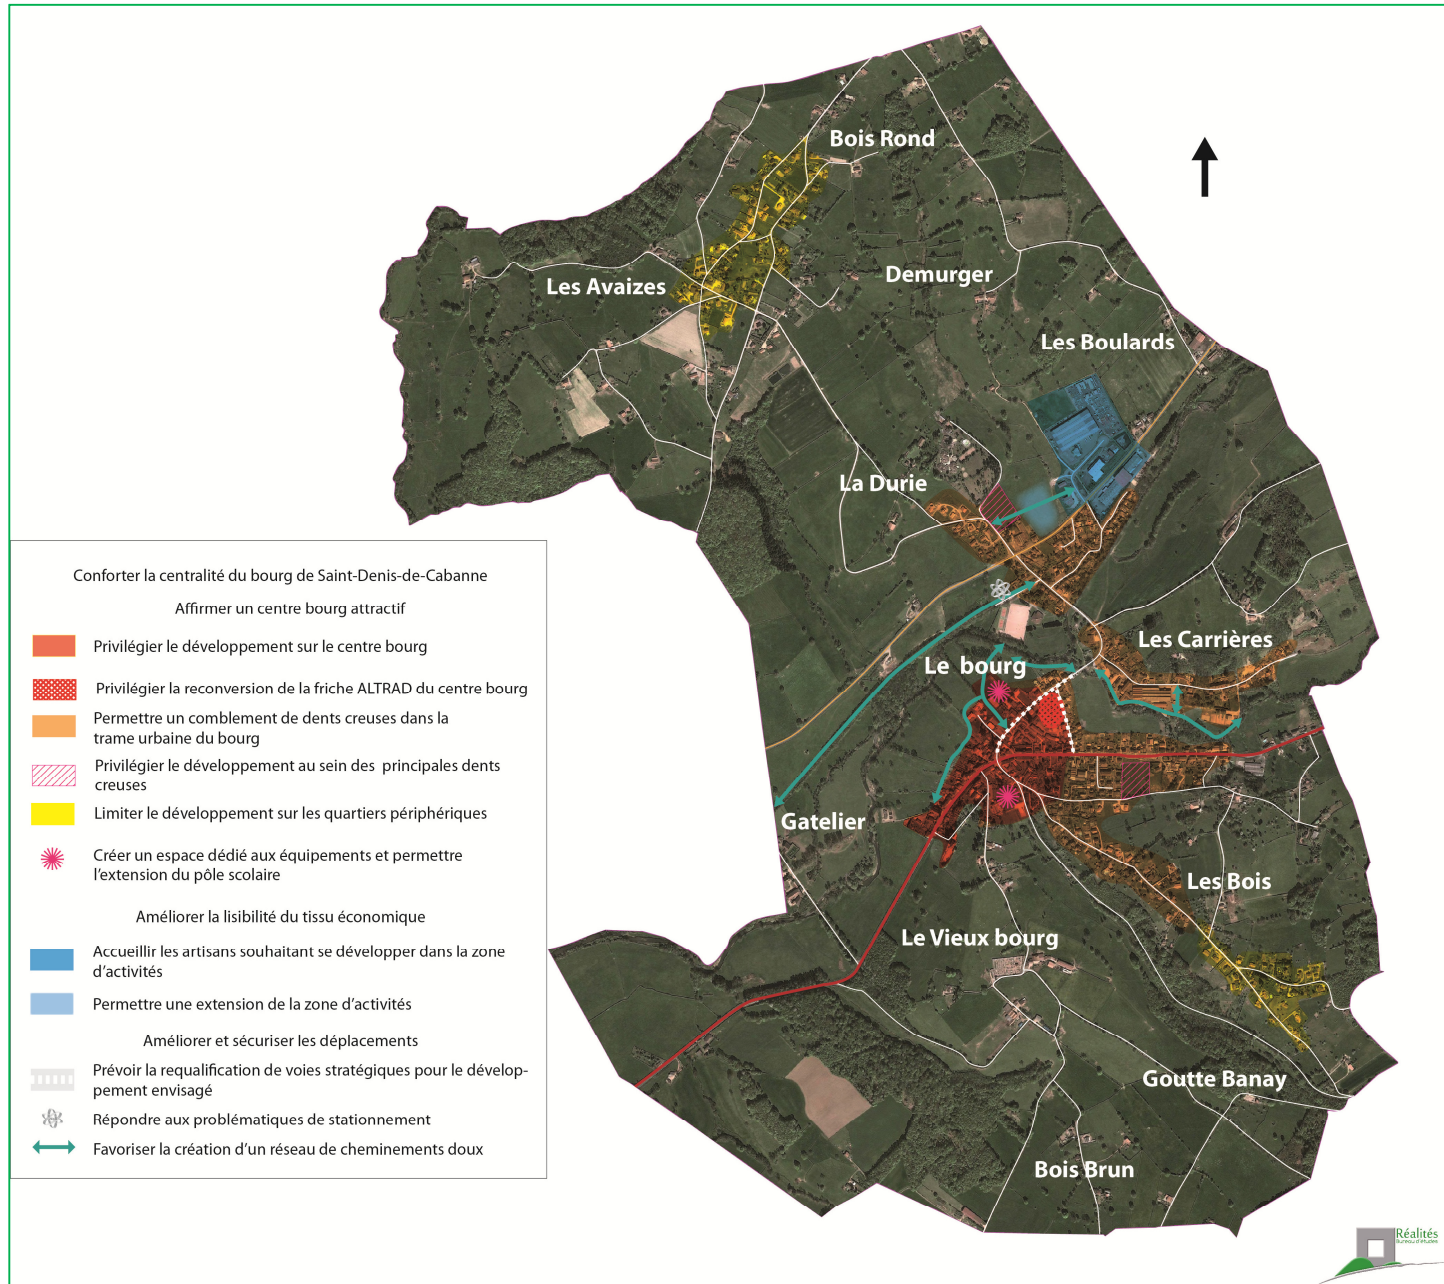 Bois Rond
Les Avaizes
Demurger
Les Boulards
La Durie
Les Carrières
Le bourg
Gatelier
Les Bois
Le Vieux bourg
Goutte Banay
Bois Brun
Conforter la centralité du bourg de Saint-Denis-de-Cabanne
Affirmer un centre bourg attractif
Privilégier le développement sur le centre bourg
Privilégier la reconversion de la friche ALTRAD du centre bourg
Permettre un comblement de dents creuses dans la
trame urbaine du bourg
Privilégier le développement au sein des principales dents
creuses
Limiter le développement sur les quartiers périphériques
Créer un espace dédié aux équipements et permettre
l'extension du pôle scolaire
Améliorer la lisibilité du tissu économique
Accueillir les artisans souhaitant se développer dans la zone
d'activités
Permettre une extension de la zone d'activités
Améliorer et sécuriser les déplacements
Prévoir la requalification de voies stratégiques pour le dévelop-
pement envisagé
Répondre aux problématiques de stationnement
Favoriser la création d'un réseau de cheminements doux
Réalités
Bureau d'études